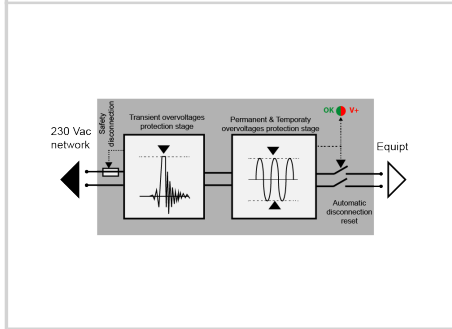 OK V+
Safety
disconnection
Transient overvoltages
protection stage
Permanent & Temporaty
overvoltages protection stage
230 Vac
network
Equipt
Automatic
disconnection
reset